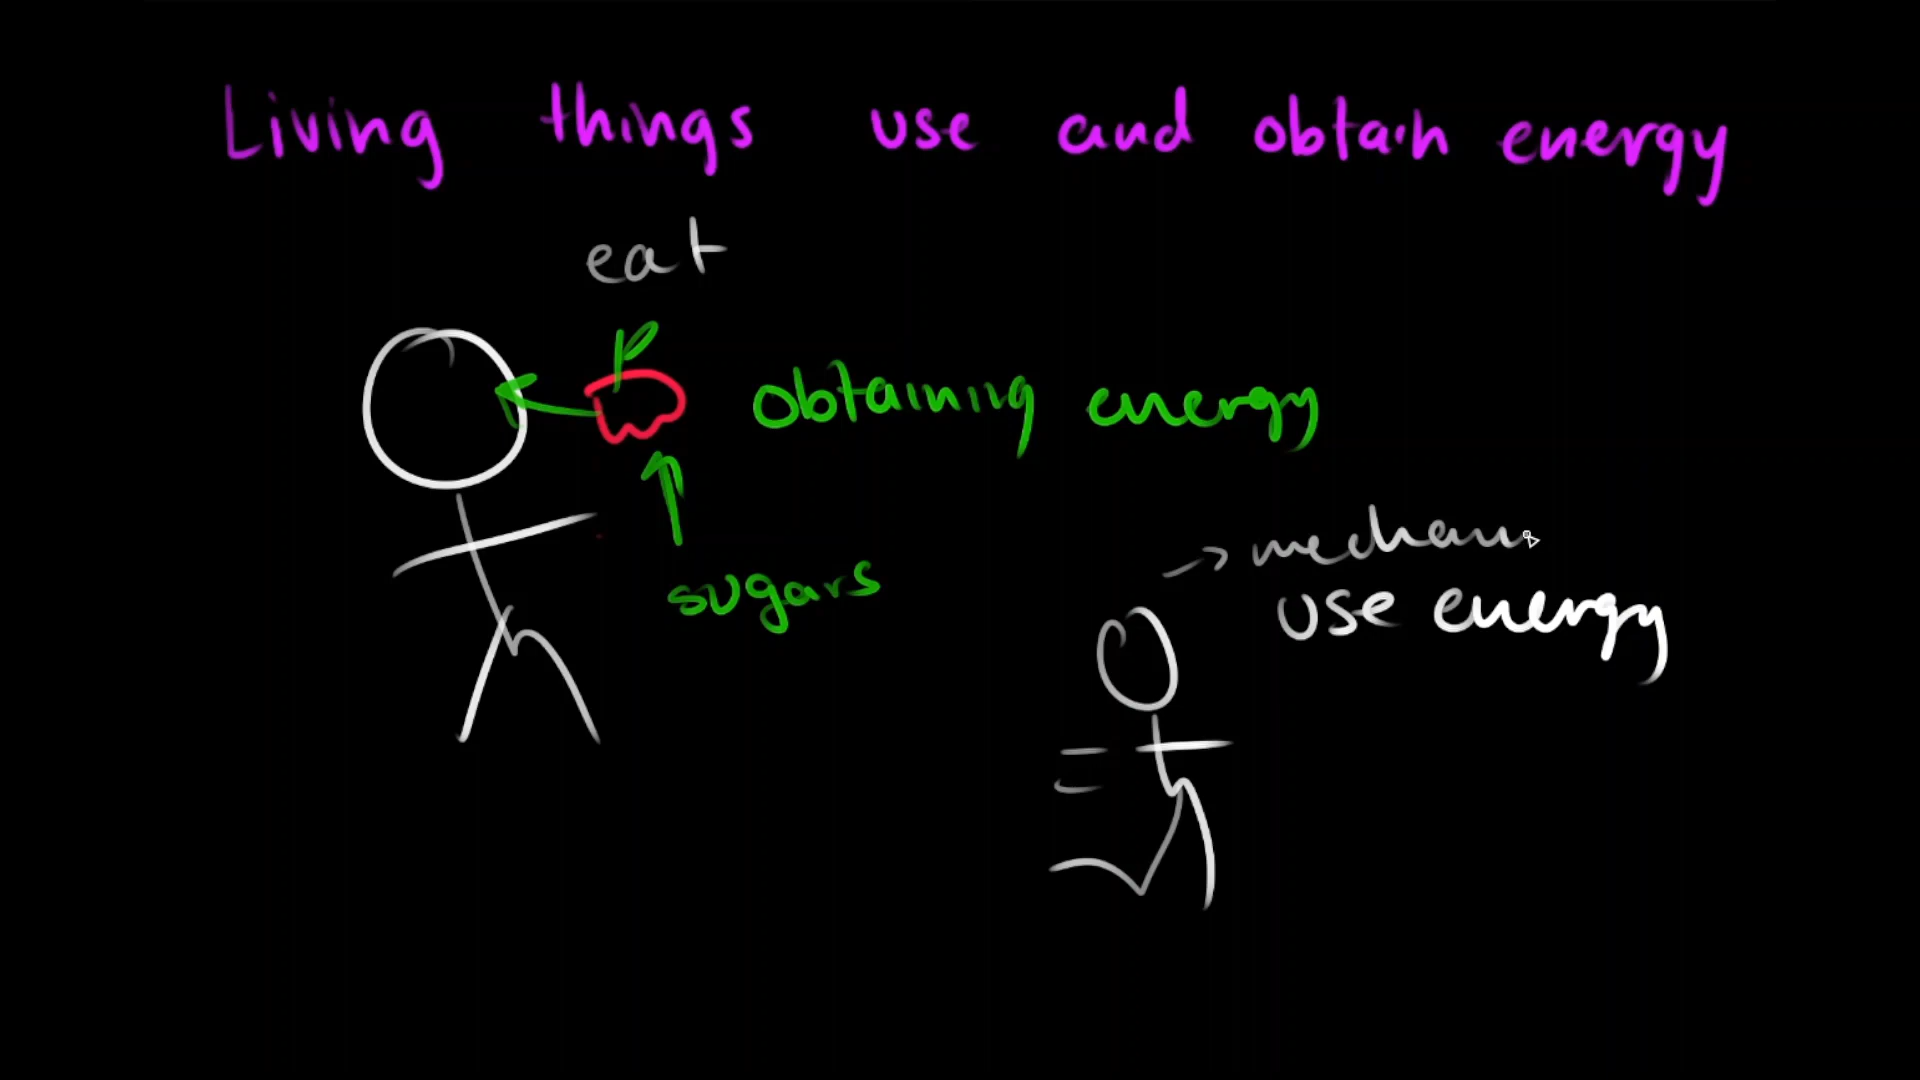 Living things use and obtain energy
eat
obtaining energy
sugars
use energy